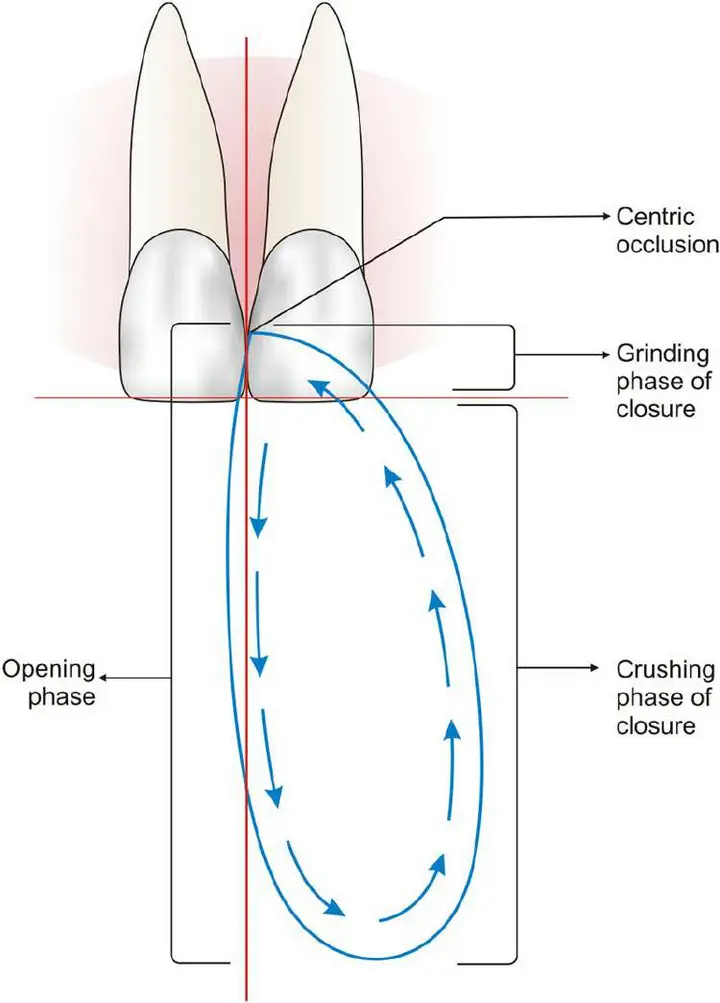 Centric
occlusion
Grinding
phase of
closure
Opening
phase
Crushing
phase of
closure